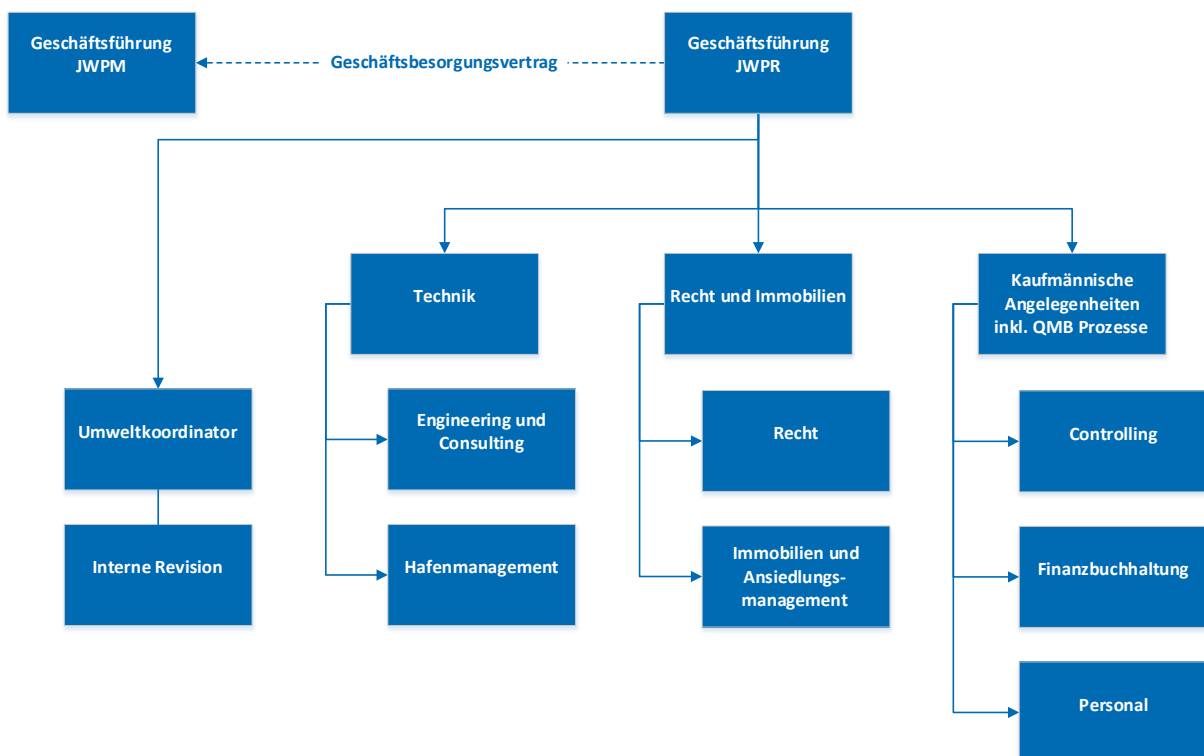 Geschäftsführung
JWPM
Geschäftsbesorgungsvertrag
Geschäftsführung
JWPR
Technik
Recht und Immobilien
Kaufmännische
Angelegenheiten
inkl. QMB Prozesse
Umweltkoordinator
Engineering und
Consulting
Recht
Controlling
Interne Revision
Hafenmanagement
Immobilien und
Ansiedlungs-
management
Finanzbuchhaltung
Personal